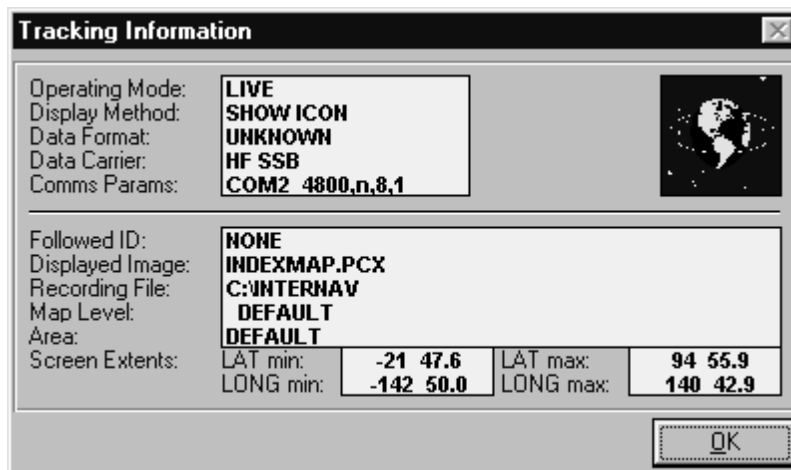 Tracking Information
Operating Mode: LIVE
Display Method: SHOW ICON
Data Format: UNKNOWN
Data Carrier: HF SSB
Comms Params: COM2 4800,n,8,1
Followed ID: NONE
Displayed Image: INDEXMAP.PCX
Recording File: C:\INTERNAV
Map Level: DEFAULT
Area: DEFAULT
Screen Extents: LAT min: -21 47.6 LAT max: 94 55.9
LONG min: -142 50.0 LONG max: 140 42.9
OK